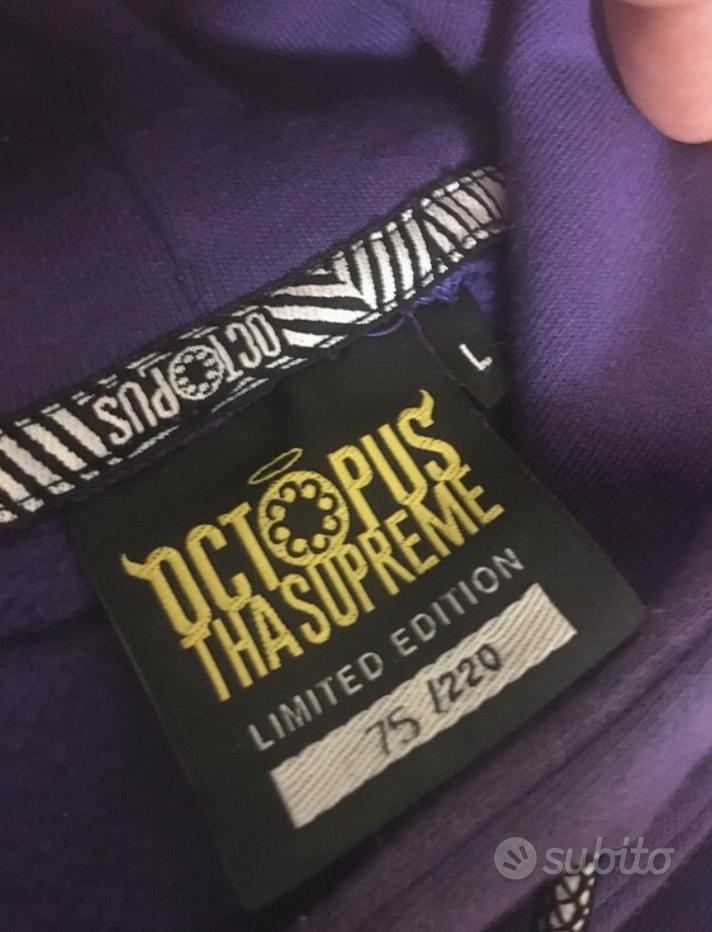 OCTOPUS
L
OCTOPUS
THA SUPREME
LIMITED EDITION
75 /220
subito